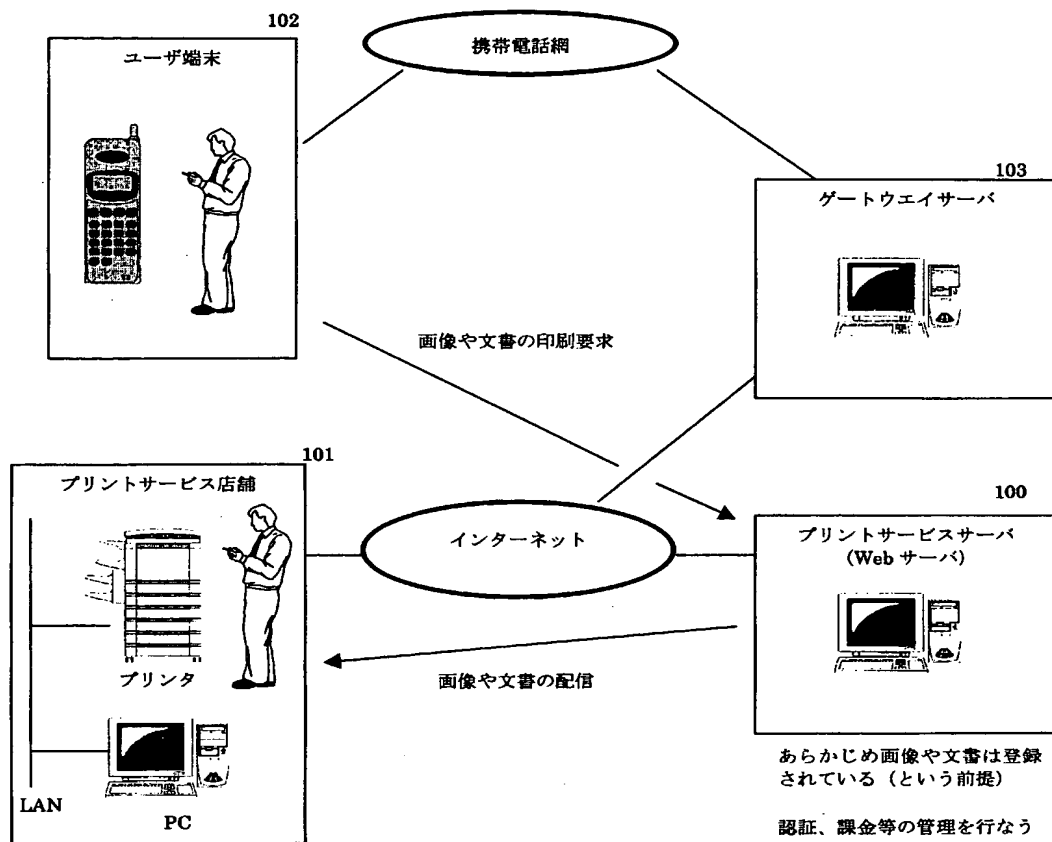 102
ユーザ端末
携帯電話網
103
ゲートウエイサーバ
画像や文書の印刷要求
101
プリントサービス店舗
プリンタ
LAN
PC
インターネット
100
プリントサービスサーバ
(Web サーバ)
画像や文書の配信
あらかじめ画像や文書は登録
されている（という前提）
認証、課金等の管理を行なう